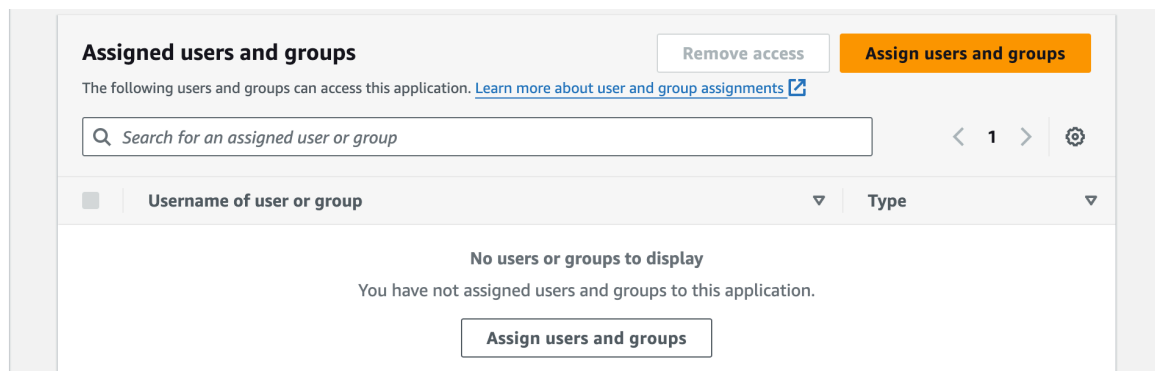 Assigned users and groups
Remove access
Assign users and groups
The following users and groups can access this application. Learn more about user and group assignments
Search for an assigned user or group
1
Username of user or group
Type
No users or groups to display
You have not assigned users and groups to this application.
Assign users and groups